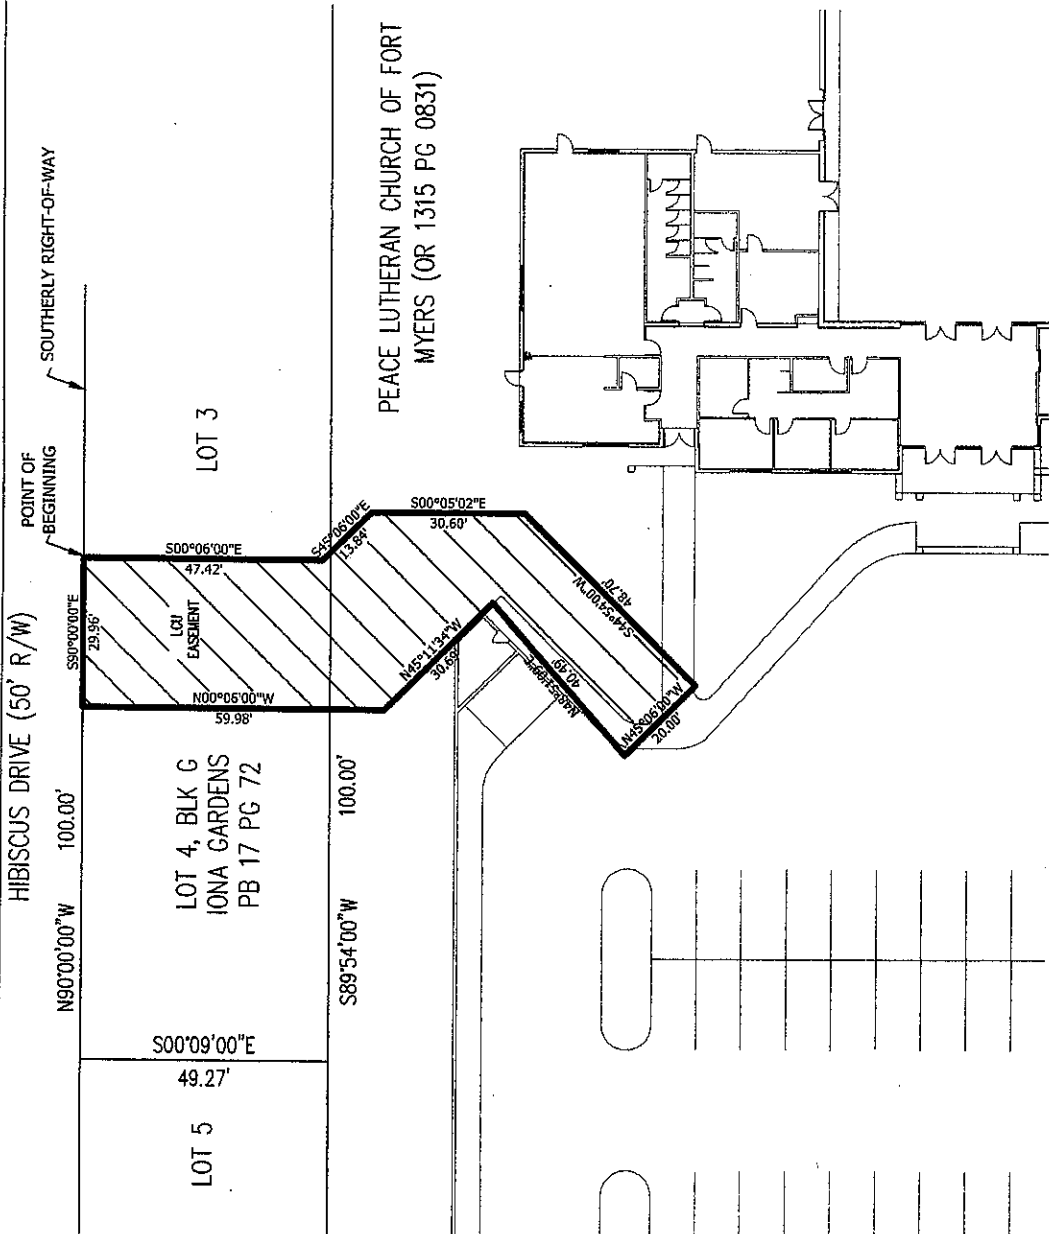 HIBISCUS DRIVE (50' R/W)
SOUTHERLY RIGHT-OF-WAY
POINT OF
BEGINNING
LOT 3
PEACE LUTHERAN CHURCH OF FORT
MYERS (OR 1315 PG 0831)
S90°00'00"E
29.96'
S00°06'00"E
47.42'
S45°06'00"E
13.84'
S00°05'02"E
30.60'
S44°54'00"W
48.70'
N45°06'00"W
20.00'
40.49'
N45°11'34"W
30.69'
N00°06'00"W
59.98'
LCU
EASEMENT
N90°00'00"W 100.00'
LOT 4, BLK G
IONA GARDENS
PB 17 PG 72
S89°54'00"W 100.00'
S00°09'00"E
49.27'
LOT 5